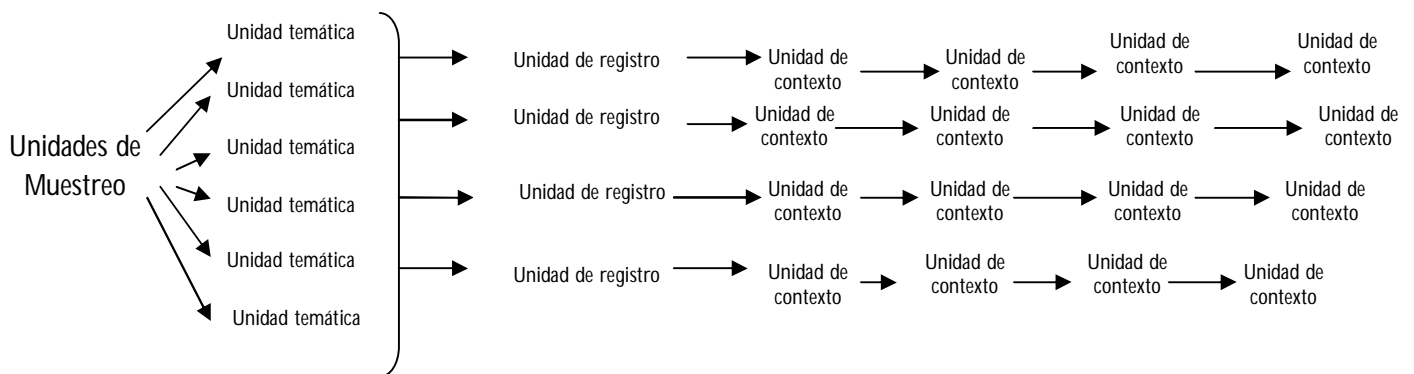 Unidades de
Muestreo
Unidad temática
Unidad temática
Unidad temática
Unidad temática
Unidad temática
Unidad temática
Unidad de registro
Unidad de
contexto
Unidad de
contexto
Unidad de
contexto
Unidad de
contexto
Unidad de registro
Unidad de
contexto
Unidad de
contexto
Unidad de
contexto
Unidad de
contexto
Unidad de registro
Unidad de
contexto
Unidad de
contexto
Unidad de
contexto
Unidad de
contexto
Unidad de registro
Unidad de
contexto
Unidad de
contexto
Unidad de
contexto
Unidad de
contexto